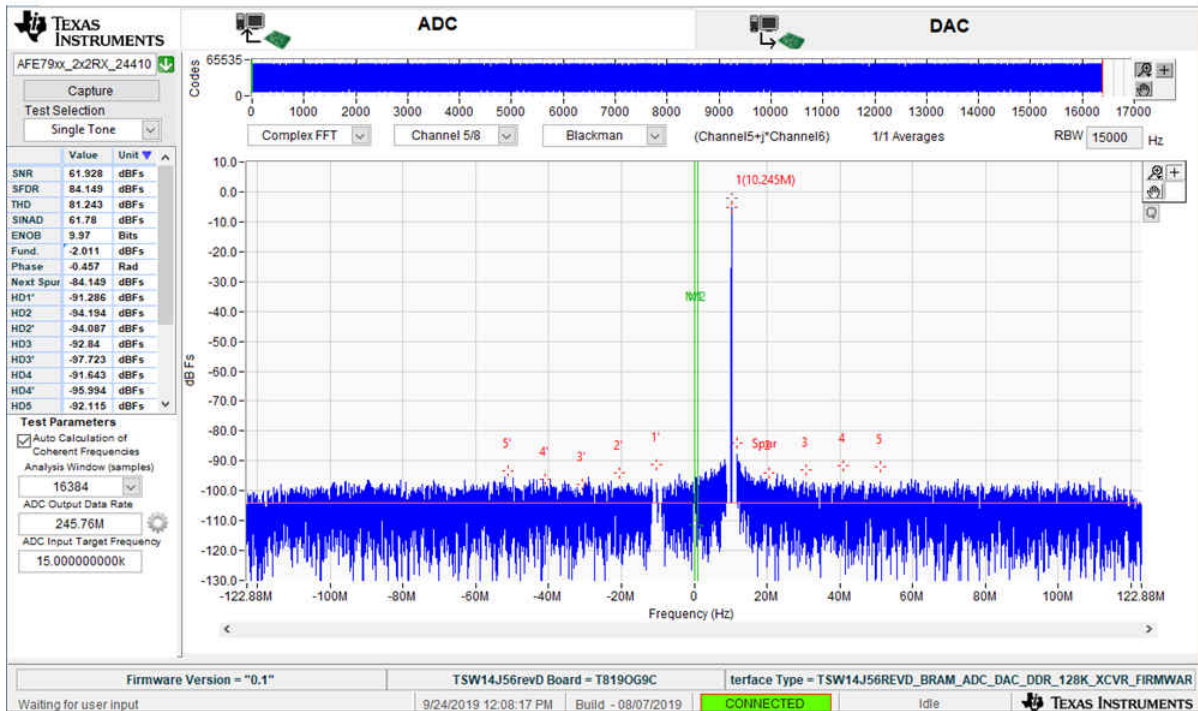 TEXAS INSTRUMENTS
ADC
DAC
AFE79xx_2x2RX_24410
Capture
Test Selection
Single Tone
Value Unit
SNR 61.928 dBFs
SFDR 84.149 dBFs
THD 81.243 dBFs
SINAD 61.78 dBFs
ENOB 9.97 Bits
Fund. -2.011 dBFs
Phase -0.457 Rad
Next Spur -84.149 dBFs
HD1' -91.286 dBFs
HD2 -94.194 dBFs
HD2' -94.087 dBFs
HD3 -92.84 dBFs
HD3' -97.723 dBFs
HD4 -91.643 dBFs
HD4' -95.994 dBFs
HD5 -92.115 dBFs
Test Parameters
Auto Calculation of
Coherent Frequencies
Analysis Window (samples)
16384
ADC Output Data Rate
245.76M
ADC Input Target Frequency
15.000000000k
Codes
65535
0
0 1000 2000 3000 4000 5000 6000 7000 8000 9000 10000 11000 12000 13000 14000 15000 16000 17000
Complex FFT Channel 5/8 Blackman (Channel5+j*Channel6) 1/1 Averages RBW 15000 Hz
dBFs
10.0
0.0
-10.0
-20.0
-30.0
-40.0
-50.0
-60.0
-70.0
-80.0
-90.0
-100.0
-110.0
-120.0
-130.0
1(10.245M)
5' 4' 3' 2' 1' Spur 3 4 5
-122.88M -100M -80M -60M -40M -20M 0 20M 40M 60M 80M 100M 122.88M
Frequency (Hz)
Firmware Version = "0.1"
TSW14J56revD Board = T819OG9C
terface Type = TSW14J56REVD_BRAM_ADC_DAC_DDR_128K_XCVR_FIRMWAR
Waiting for user input
9/24/2019 12:08:17 PM
Build - 08/07/2019
CONNECTED
Idle
TEXAS INSTRUMENTS